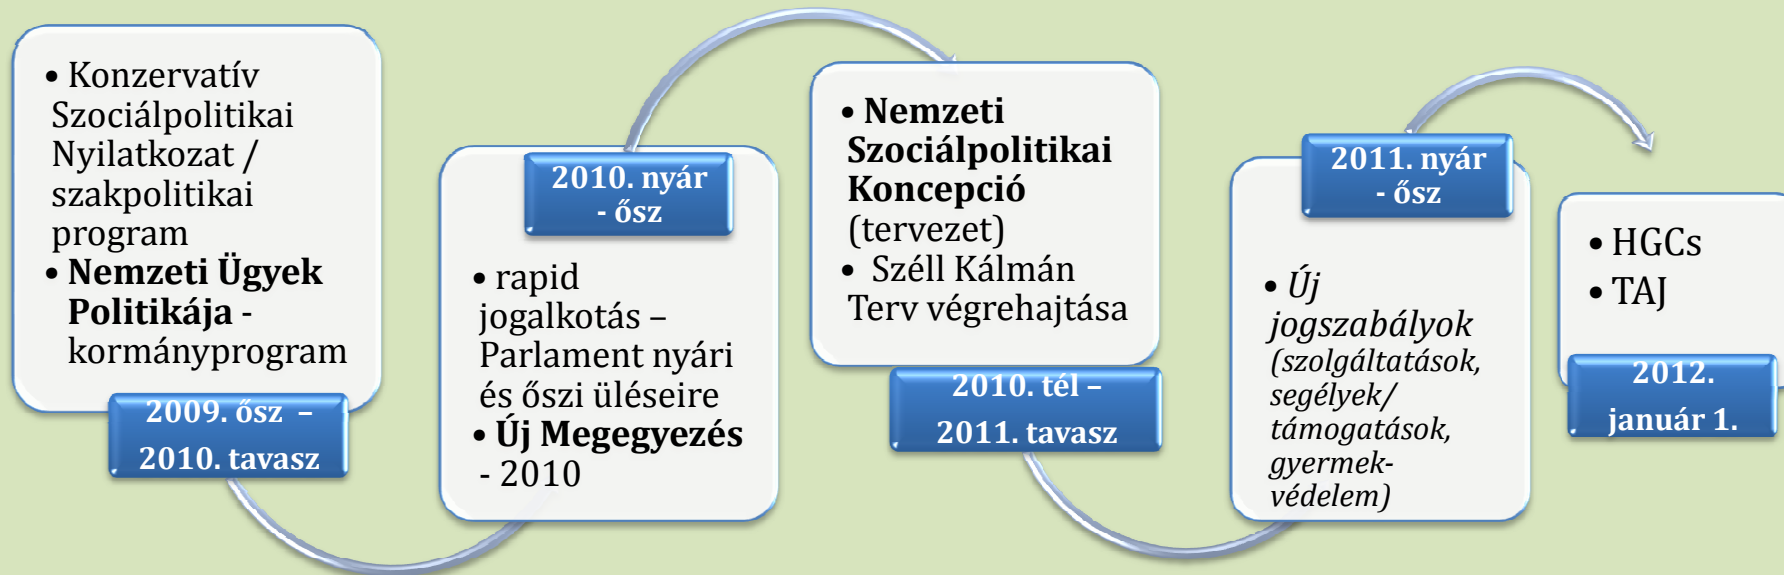 • Konzervatív
Szociálpolitikai
Nyilatkozat /
szakpolitikai
program
• Nemzeti Ügyek
Politikája -
kormányprogram
2009. ősz –
2010. tavasz
2010. nyár
- ősz
• rapid
jogalkotás –
Parlament nyári
és őszi üléseire
• Új Megegyezés
- 2010
• Nemzeti
Szociálpolitikai
Koncepció
(tervezet)
• Széll Kálmán
Terv végrehajtása
2010. tél –
2011. tavasz
2011. nyár
- ősz
• Új
jogszabályok
(szolgáltatások,
segélyek/
támogatások,
gyermek-
védelem)
• HGCs
• TAJ
2012.
január 1.